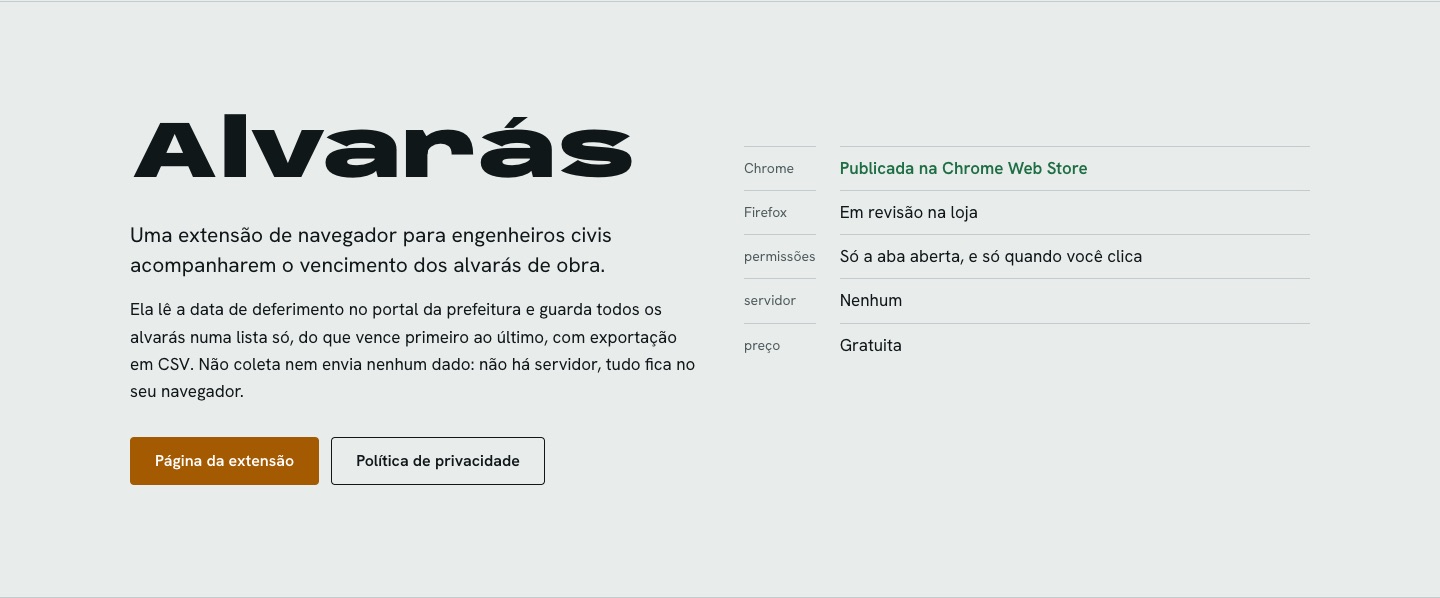 Alvarás
Uma extensão de navegador para engenheiros civis
acompanharem o vencimento dos alvarás de obra.
Ela lê a data de deferimento no portal da prefeitura e guarda todos os
alvarás numa lista só, do que vence primeiro ao último, com exportação
em CSV. Não coleta nem envia nenhum dado: não há servidor, tudo fica no
seu navegador.
Página da extensão
Política de privacidade
Chrome Publicada na Chrome Web Store
Firefox Em revisão na loja
permissões Só a aba aberta, e só quando você clica
servidor Nenhum
preço Gratuita